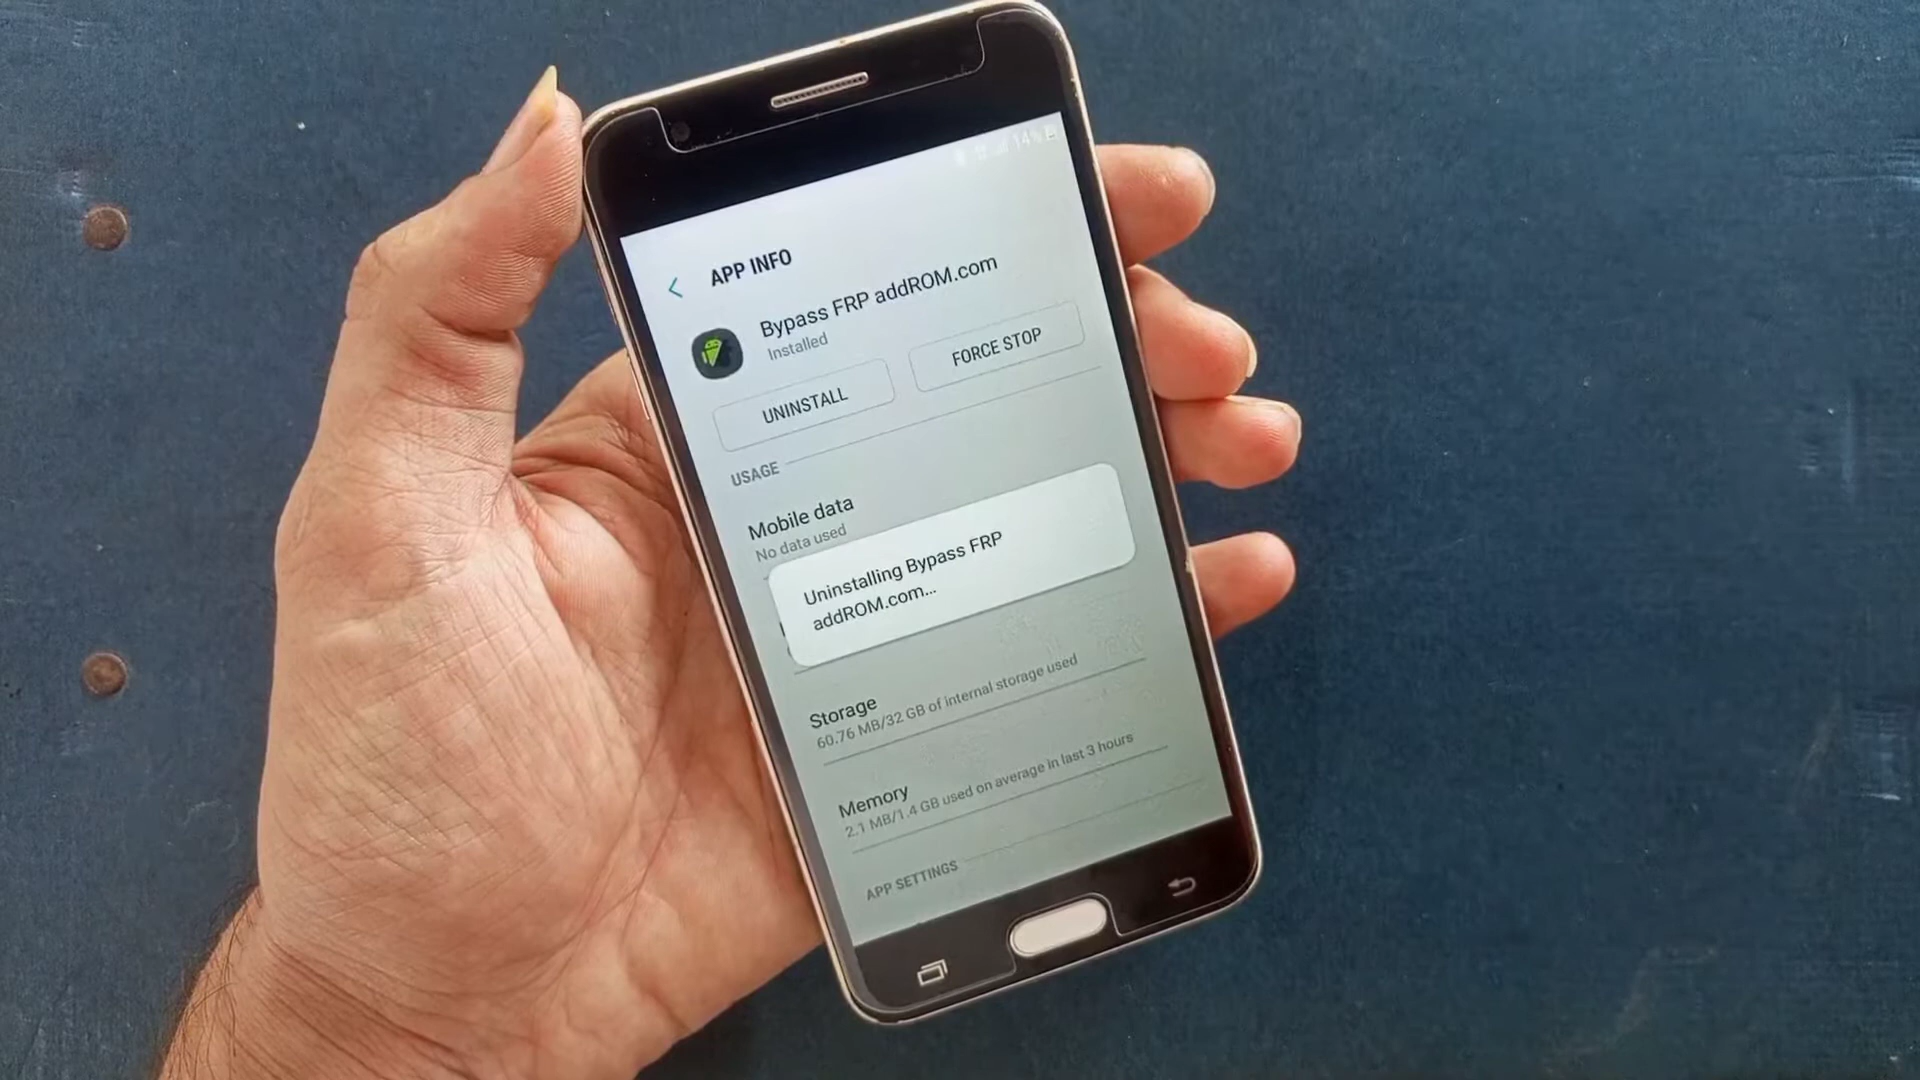 14%
APP INFO
Bypass FRP addROM.com
Installed
UNINSTALL
FORCE STOP
USAGE
Mobile data
No data used
Uninstalling Bypass FRP
addROM.com...
Storage
60.76 MB/32 GB of internal storage used
Memory
2.1 MB/1.4 GB used on average in last 3 hours
APP SETTINGS